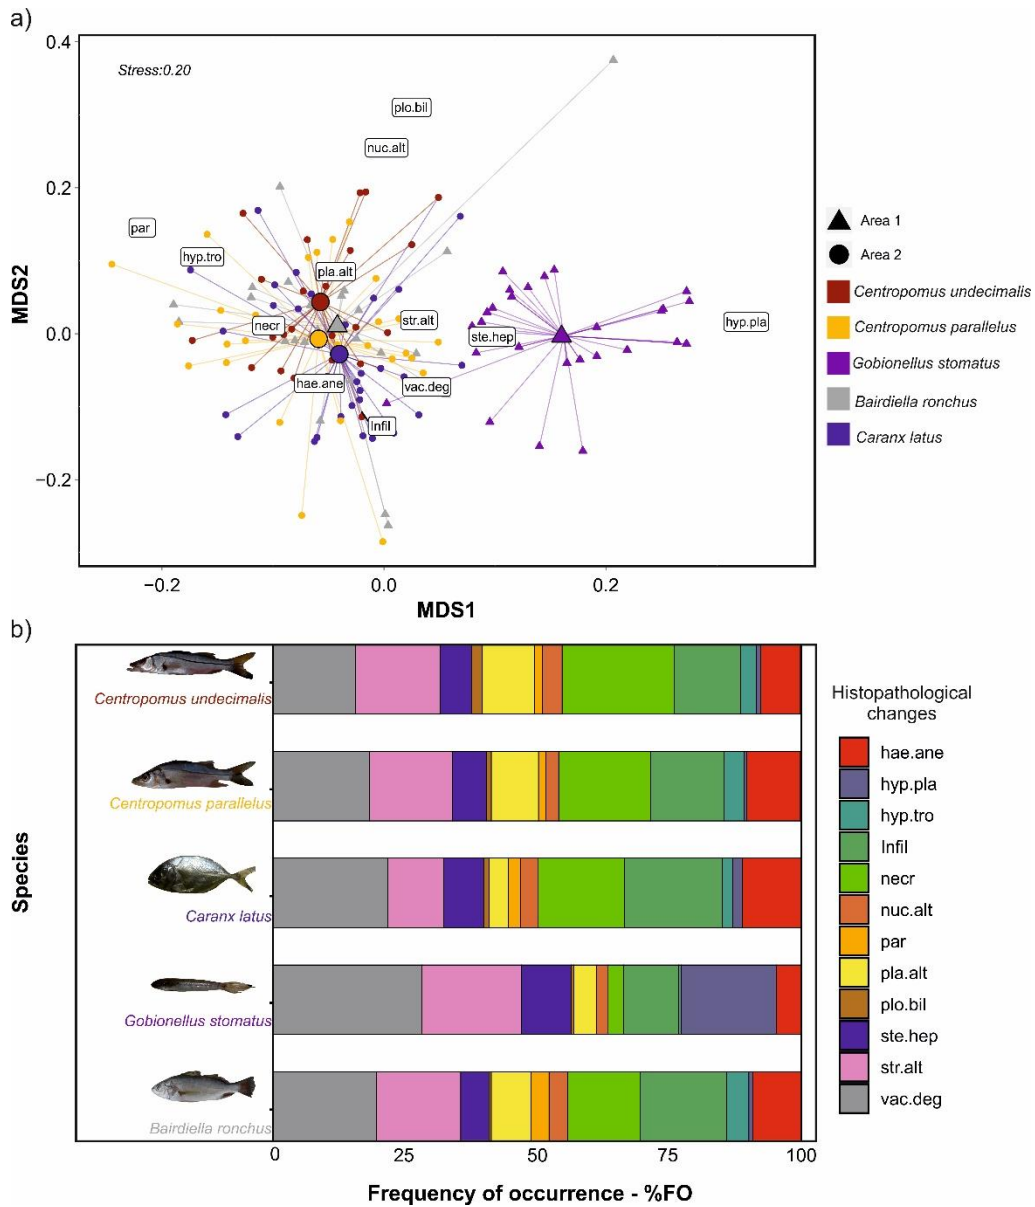 a)
0.4
Stress:0.20
plo.bil
nuc.alt
0.2
par
hyp.tro
pla.alt
necr
str.alt
hyp.pla
0.0
ste.hep
hae.ane
vac.deg
Infil
−0.2
MDS2
−0.2 0.0 0.2
MDS1
Area 1
Area 2
Centropomus undecimalis
Centropomus parallelus
Gobionellus stomatus
Bairdiella ronchus
Caranx latus
b)
Species
Centropomus undecimalis
Centropomus parallelus
Caranx latus
Gobionellus stomatus
Bairdiella ronchus
0 25 50 75 100
Frequency of occurrence - %FO
Histopathological
changes
hae.ane
hyp.pla
hyp.tro
Infil
necr
nuc.alt
par
pla.alt
plo.bil
ste.hep
str.alt
vac.deg